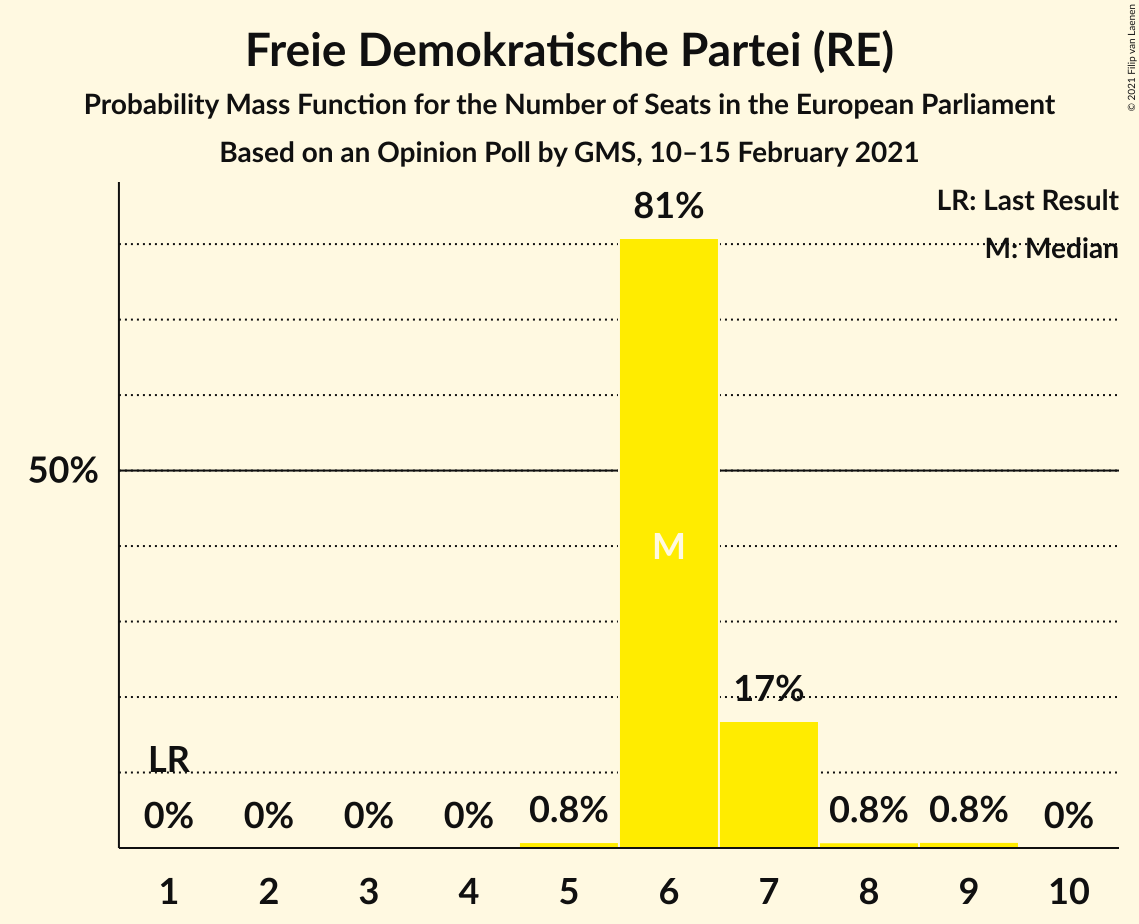 Freie Demokratische Partei (RE)
Probability Mass Function for the Number of Seats in the European Parliament
Based on an Opinion Poll by GMS, 10–15 February 2021
© 2021 Filip van Laenen
LR: Last Result
M: Median
81%
50%
M
17%
LR
0% 0% 0% 0% 0.8% 0.8% 0.8% 0%
1 2 3 4 5 6 7 8 9 10